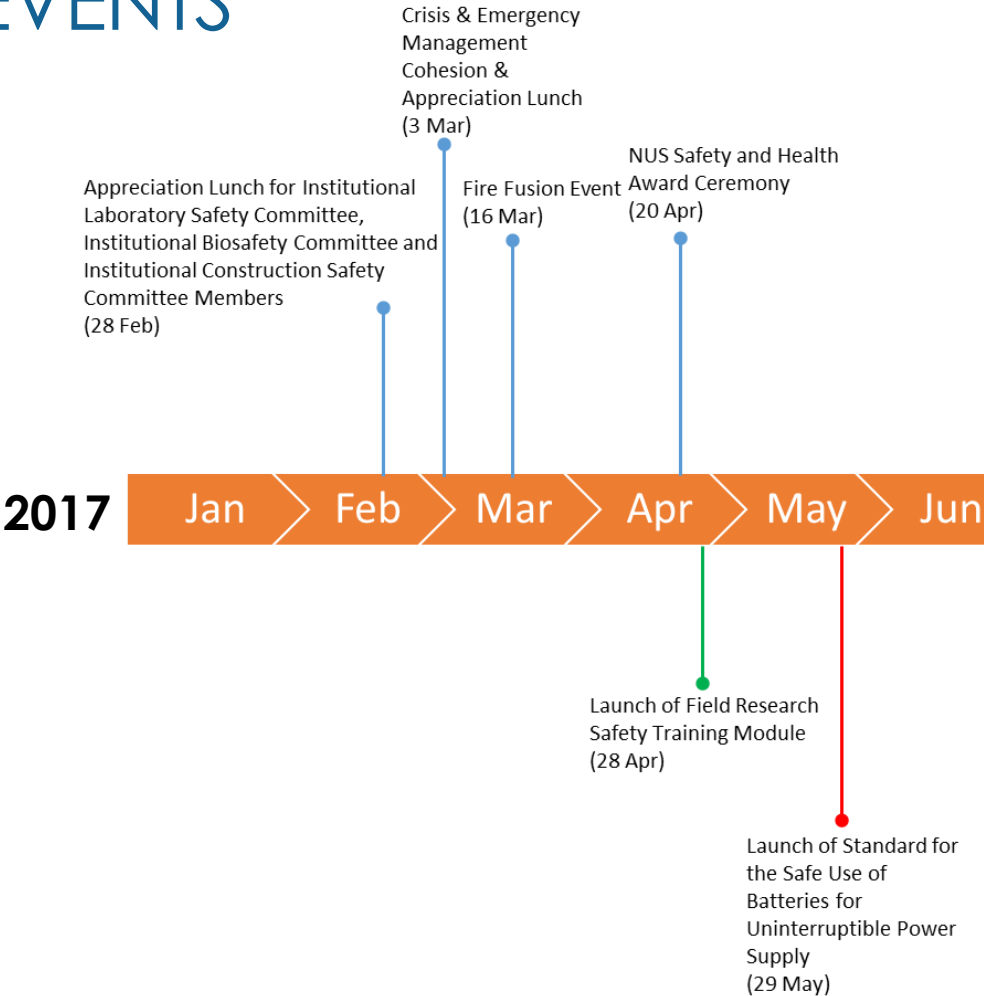 EVENTS
Crisis & Emergency
Management
Cohesion &
Appreciation Lunch
(3 Mar)
Appreciation Lunch for Institutional
Laboratory Safety Committee,
Institutional Biosafety Committee and
Institutional Construction Safety
Committee Members
(28 Feb)
Fire Fusion Event
(16 Mar)
NUS Safety and Health
Award Ceremony
(20 Apr)
2017 Jan Feb Mar Apr May Jun
Launch of Field Research
Safety Training Module
(28 Apr)
Launch of Standard for
the Safe Use of
Batteries for
Uninterruptible Power
Supply
(29 May)